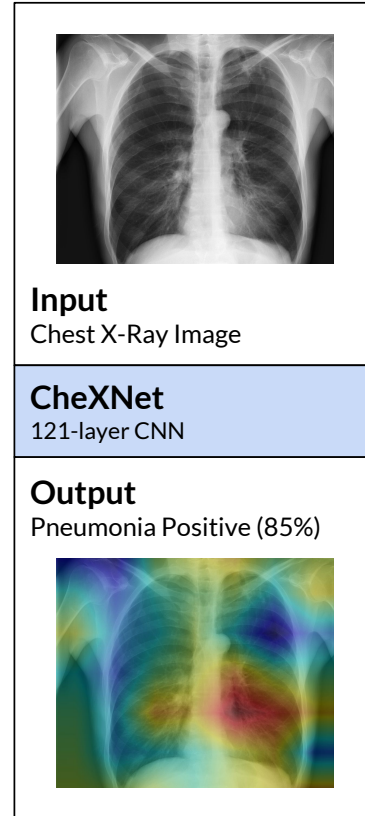 Input
Chest X-Ray Image
CheXNet
121-layer CNN
Output
Pneumonia Positive (85%)